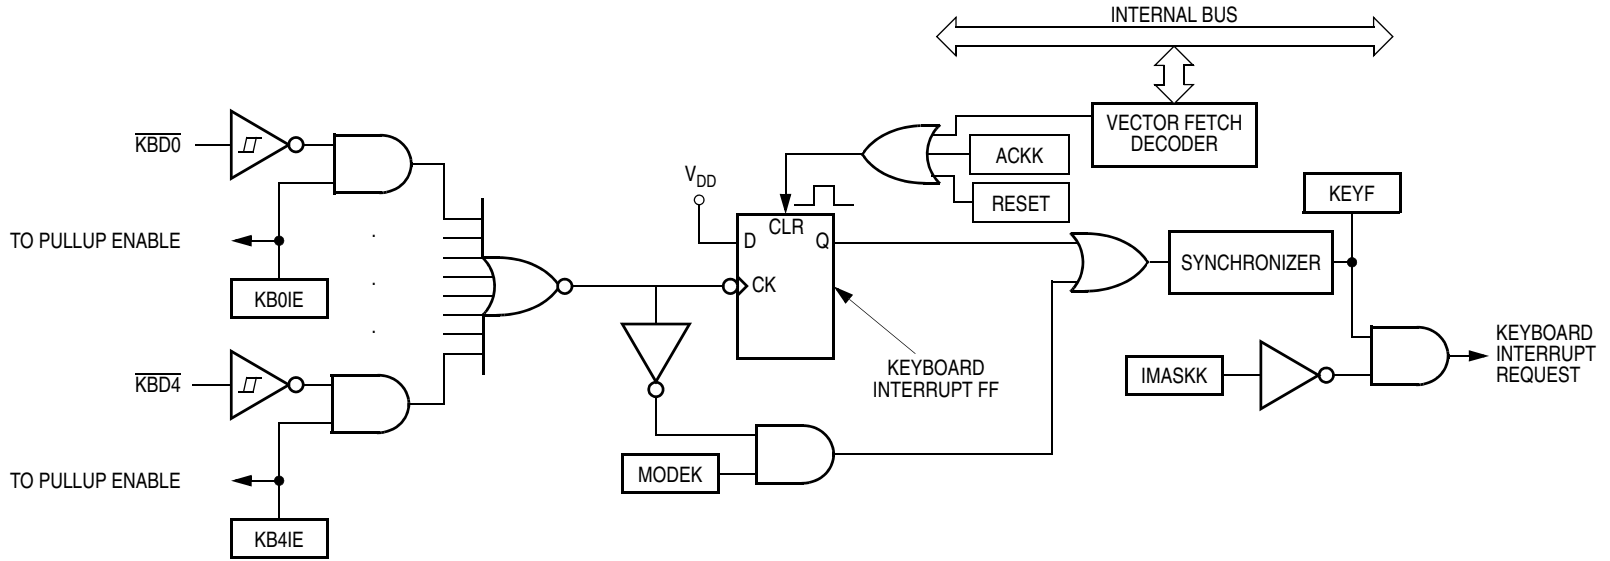 INTERNAL BUS
VECTOR FETCH
DECODER
KBD0
ACKK
VDD
KEYF
RESET
CLR
TO PULLUP ENABLE
D
Q
SYNCHRONIZER
KB0IE
CK
KEYBOARD
INTERRUPT
REQUEST
KEYBOARD
INTERRUPT FF
IMASKK
KBD4
MODEK
TO PULLUP ENABLE
KB4IE